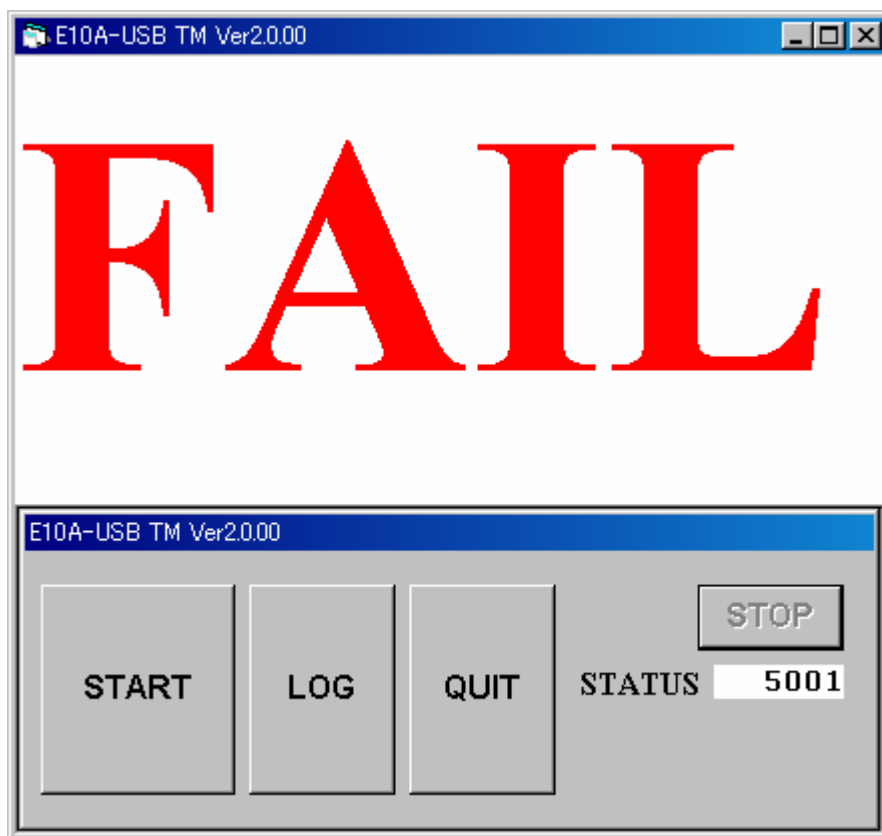 E10A-USB TM Ver2.0.00
FAIL
E10A-USB TM Ver2.0.00
STOP
START LOG QUIT STATUS 5001